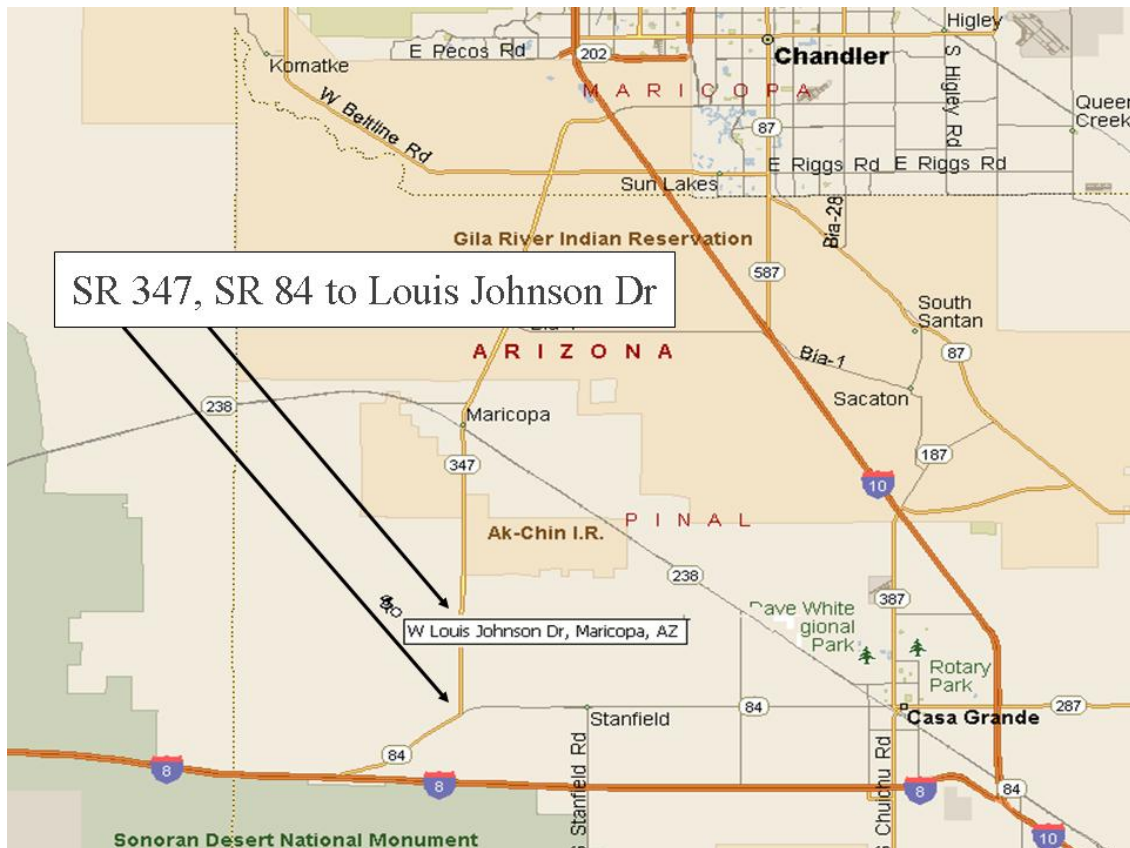 Higley
E Pecos Rd
202
Chandler
Komatke
M A R I C O P A
S Higley Rd
Queen
Creek
W Beltline Rd
87
E Riggs Rd
E Riggs Rd
Sun Lakes
Bia-28
Gila River Indian Reservation
587
SR 347, SR 84 to Louis Johnson Dr
South
Santan
A R I Z O N A
Bia-1
87
238
Maricopa
Sacaton
347
187
10
P I N A L
Ak-Chin I.R.
238
387
Dave White
gional
Park
W Louis Johnson Dr, Maricopa, AZ
Rotary
Park
84
287
Stanfield
Casa Grande
84
8
8
8
84
S Stanfield Rd
S Chuichu Rd
10
Sonoran Desert National Monument